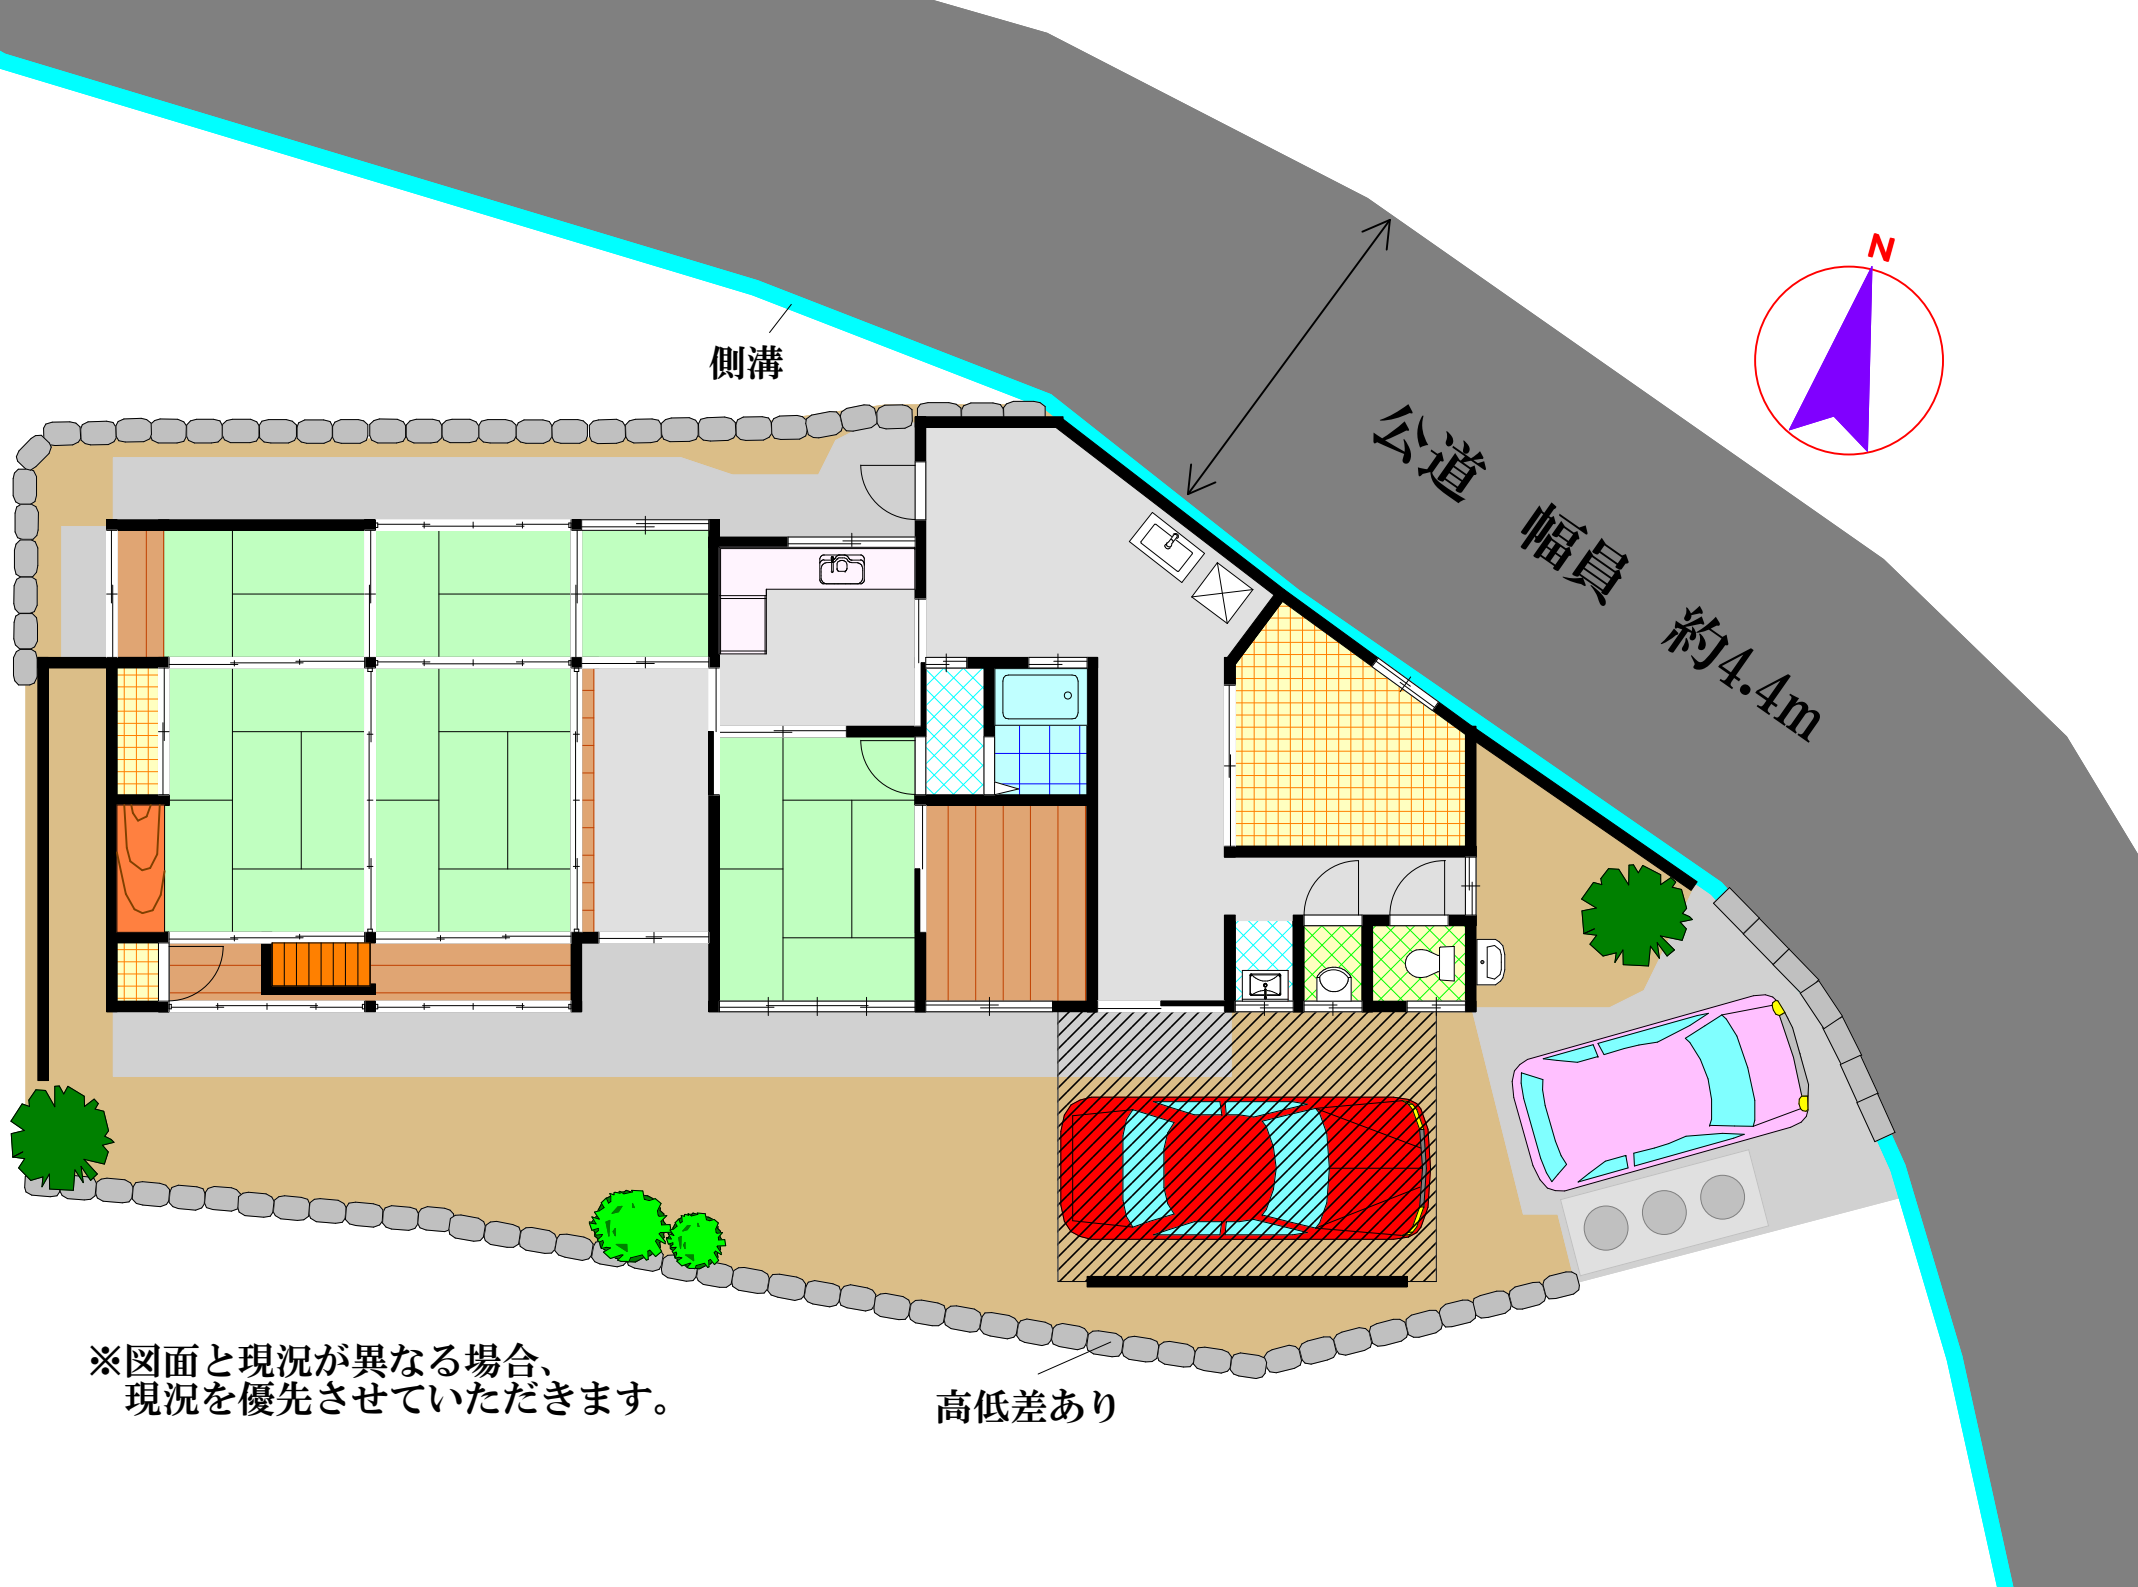 N
側溝
公道 幅員 約4.4m
※図面と現況が異なる場合、
現況を優先させていただきます。
高低差あり